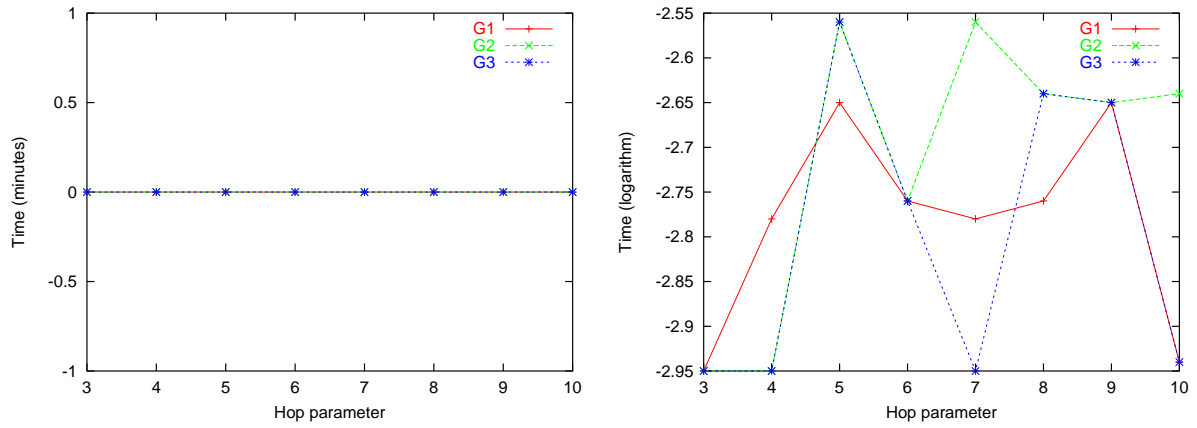 1
0.5
0
-0.5
-1
3 4 5 6 7 8 9 10
Time (minutes)
Hop parameter
G1
G2
G3
-2.55
-2.6
-2.65
-2.7
-2.75
-2.8
-2.85
-2.9
-2.95
3 4 5 6 7 8 9 10
Time (logarithm)
Hop parameter
G1
G2
G3